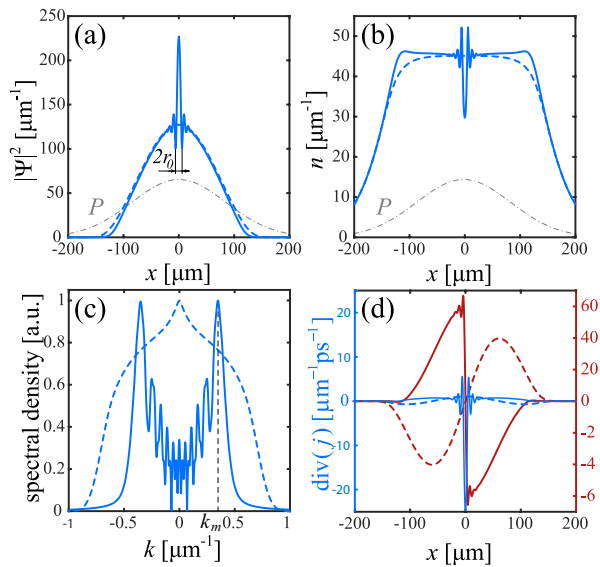 (a)
|Ψ|² [μm⁻¹]
250
200
150
100
50
0
2r₀
P
-200 -100 0 100 200
x [μm]
(b)
n [μm⁻¹]
50
40
30
20
10
0
P
-200 -100 0 100 200
x [μm]
(c)
spectral density [a.u.]
1
0.8
0.6
0.4
0.2
0
-1 -0.5 0 kₘ 0.5 1
k [μm⁻¹]
(d)
div(j) [μm⁻¹ps⁻¹]
20
10
0
-10
-20
60
40
20
0
-2
-4
-6
-200 -100 0 100 200
x [μm]